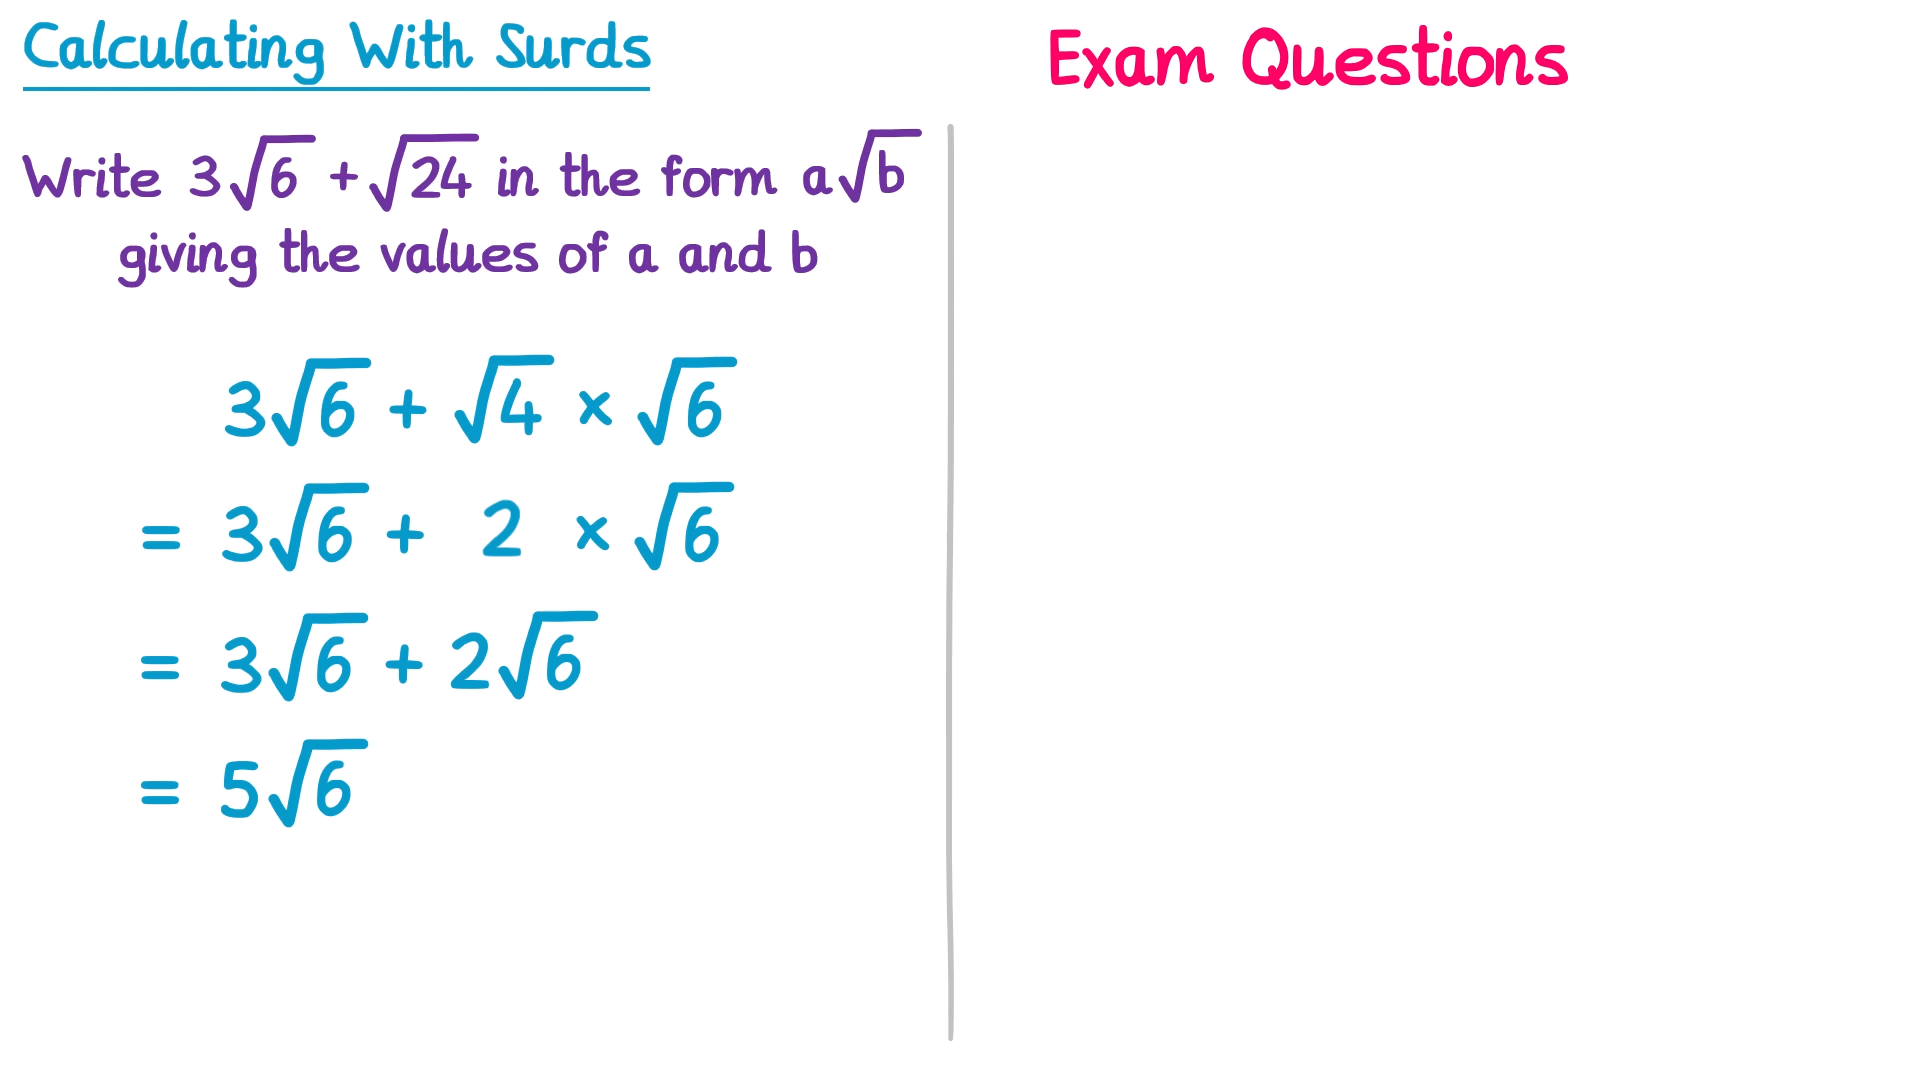 Calculating With Surds
Exam Questions
Write 3√6 + √24 in the form a√b
giving the values of a and b
3√6 + √4 × √6
= 3√6 + 2 × √6
= 3√6 + 2√6
= 5√6